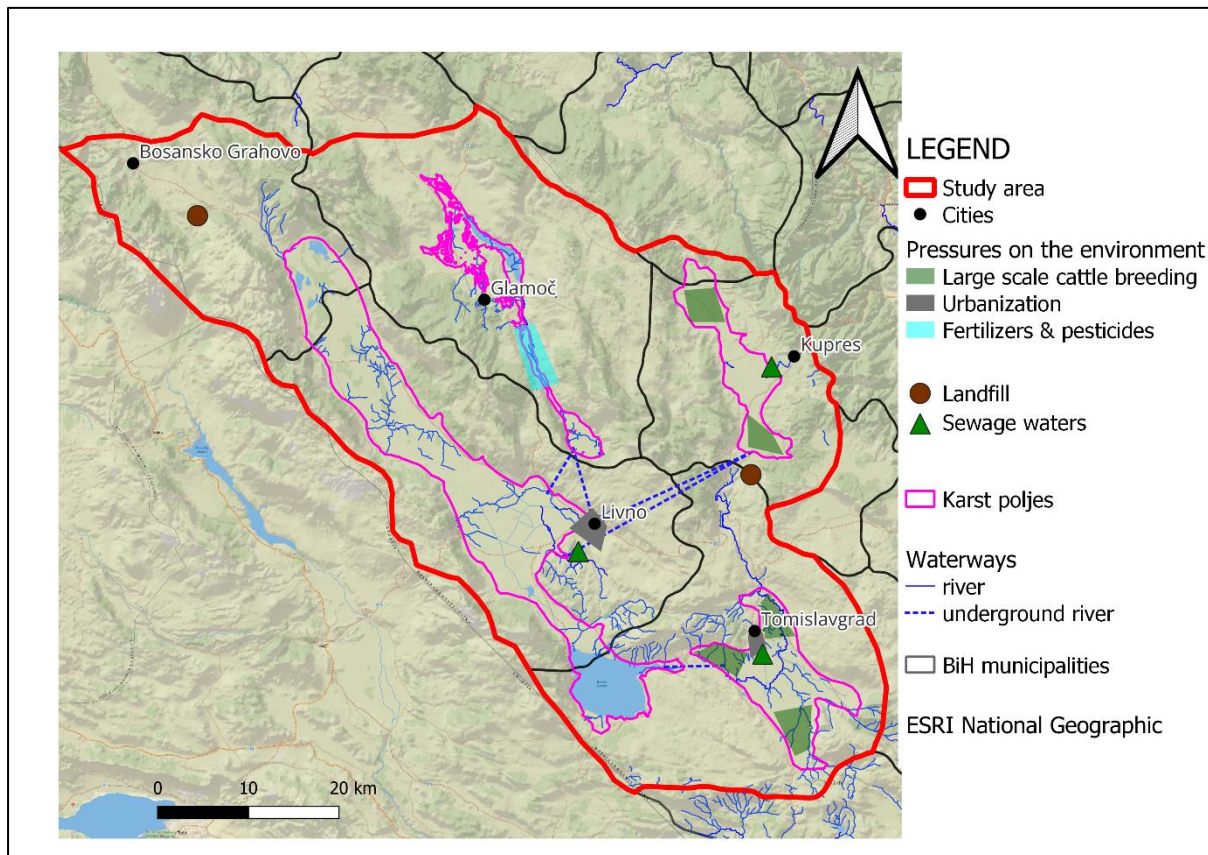 Bosansko Grahovo
Glamoč
Kupres
Livno
Tomislavgrad
0 10 20 km
LEGEND
Study area
Cities
Pressures on the environment
Large scale cattle breeding
Urbanization
Fertilizers & pesticides
Landfill
Sewage waters
Karst poljes
Waterways
river
underground river
BiH municipalities
ESRI National Geographic